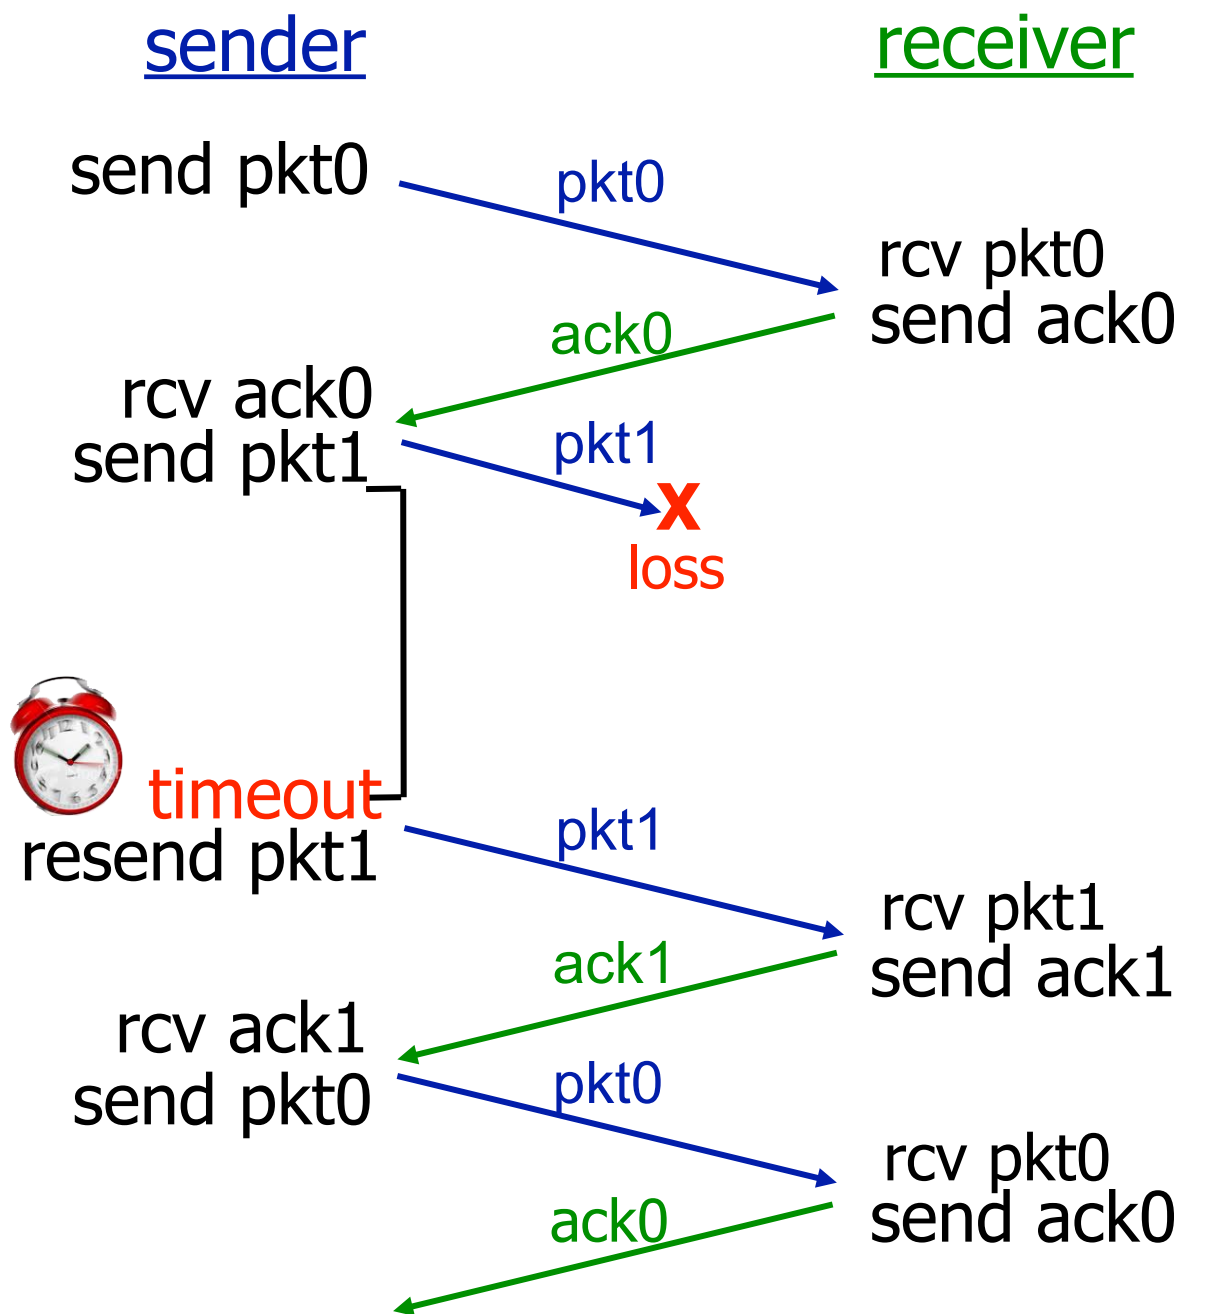 sender
receiver
send pkt0
pkt0
rcv pkt0
send ack0
ack0
rcv ack0
send pkt1
pkt1
X
loss
timeout
resend pkt1
pkt1
rcv pkt1
send ack1
ack1
rcv ack1
send pkt0
pkt0
rcv pkt0
send ack0
ack0